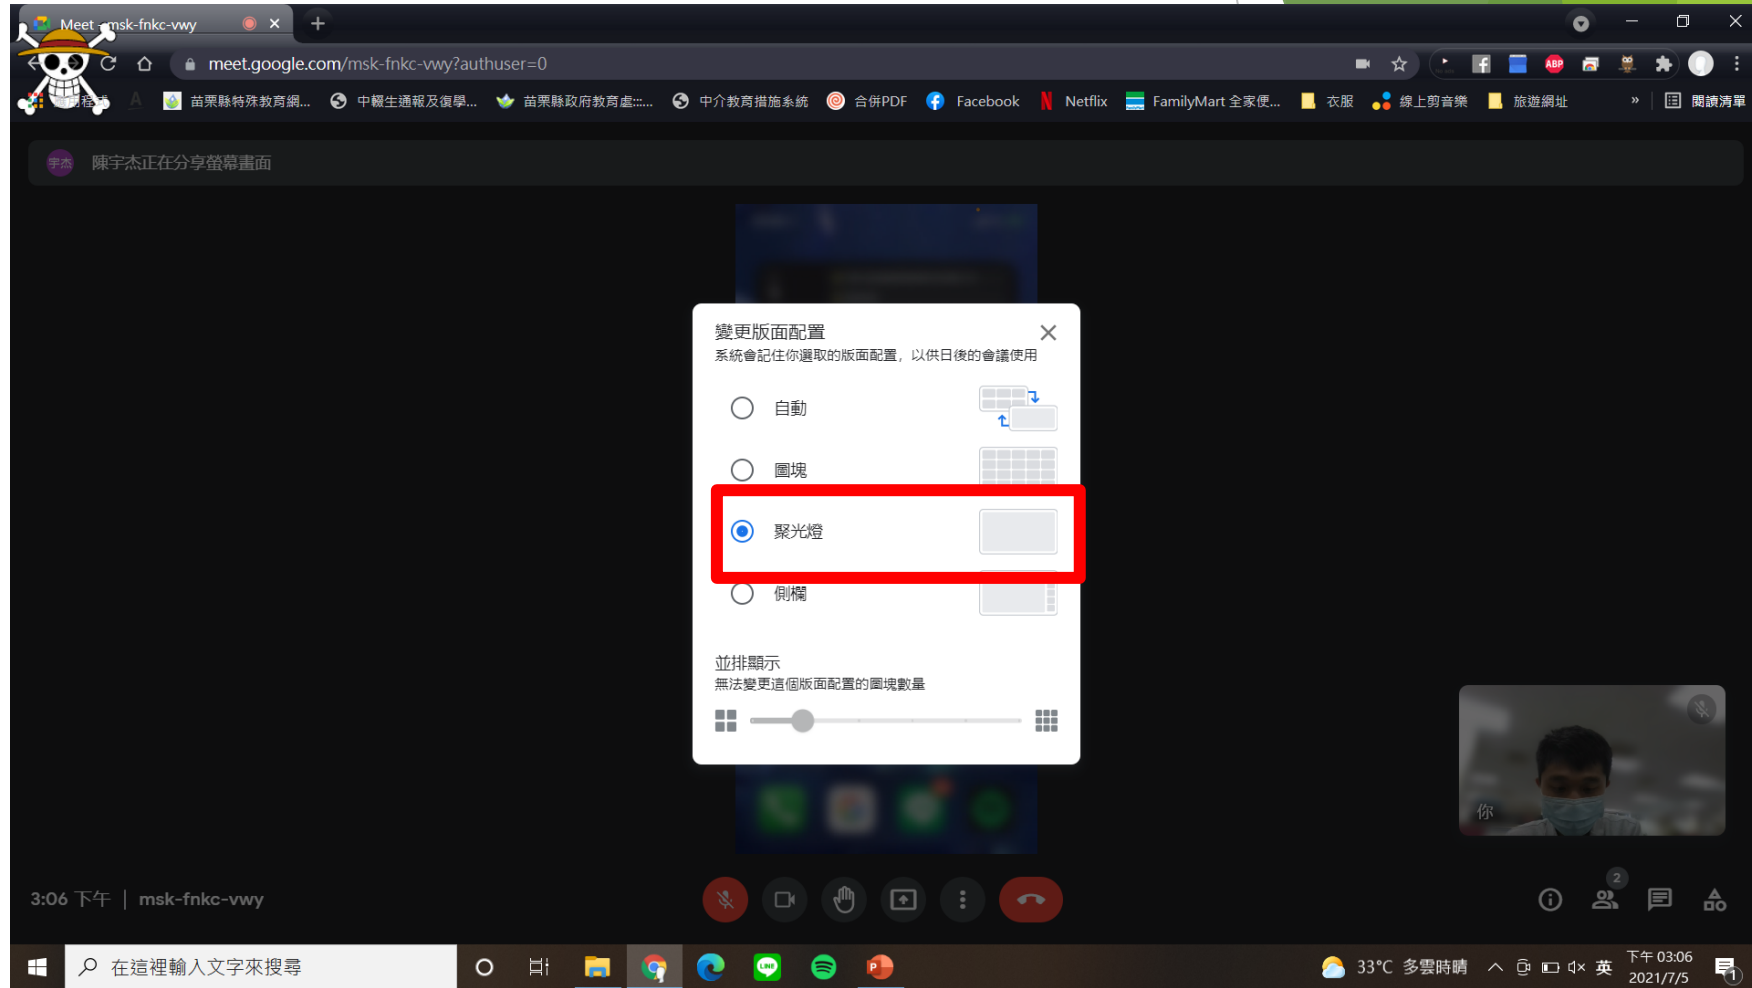 Meet - msk-fnkc-vwy
meet.google.com/msk-fnkc-vwy?authuser=0
ABP
苗栗縣特殊教育網...
中輟生通報及復學...
苗栗縣政府教育處:::...
中介教育措施系統
合併PDF
Facebook
Netflix
FamilyMart 全家便...
衣服
線上剪音樂
旅遊網址
»
閱讀清單
宇杰
陳宇杰正在分享螢幕畫面
變更版面配置
系統會記住你選取的版面配置，以供日後的會議使用
自動
圖塊
聚光燈
側欄
並排顯示
無法變更這個版面配置的圖塊數量
你
3:06 下午 | msk-fnkc-vwy
2
在這裡輸入文字來搜尋
LINE
33°C 多雲時晴
英
下午 03:06
2021/7/5
1